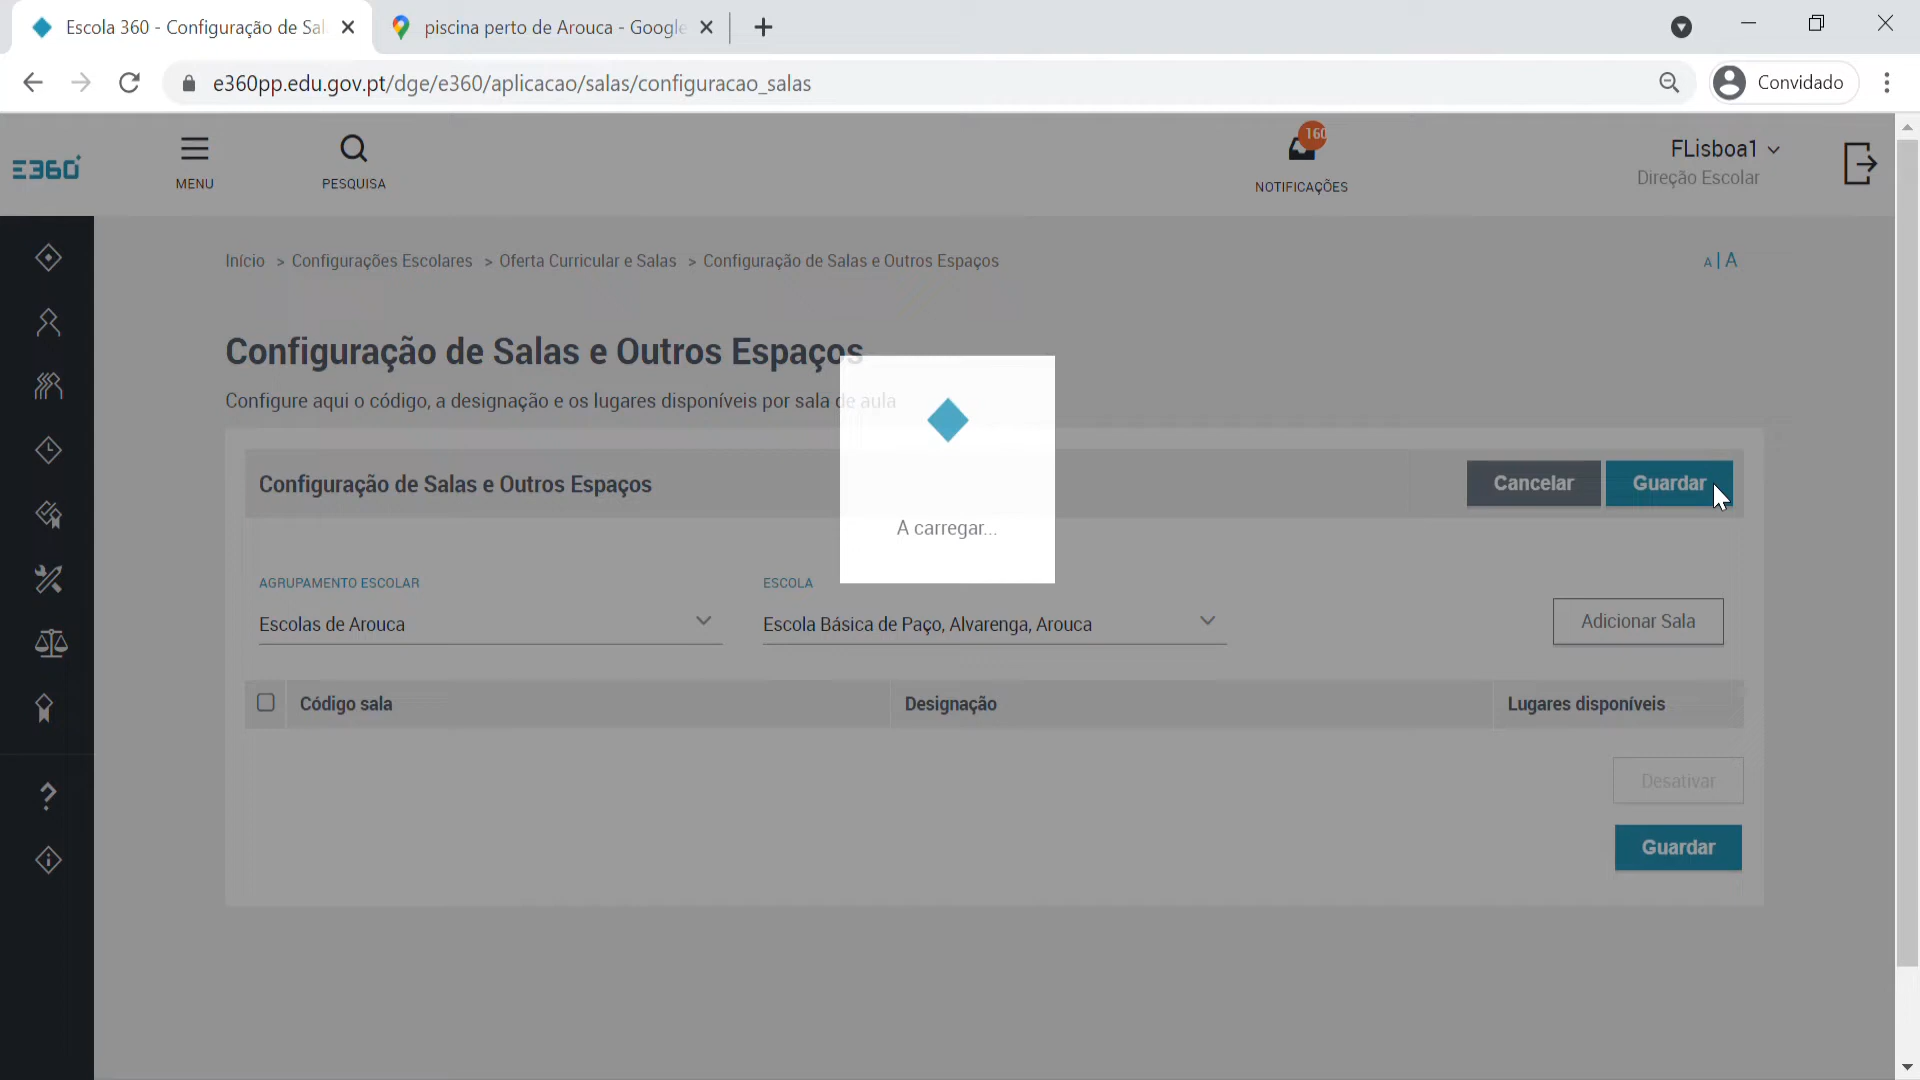 Escola 360 - Configuração de Sal
piscina perto de Arouca - Google
e360pp.edu.gov.pt/dge/e360/aplicacao/salas/configuracao_salas
Convidado
E360
MENU
PESQUISA
160
NOTIFICAÇÕES
FLisboa1
Direção Escolar
Início > Configurações Escolares > Oferta Curricular e Salas > Configuração de Salas e Outros Espaços
A | A
Configuração de Salas e Outros Espaços
Configure aqui o código, a designação e os lugares disponíveis por sala de aula
Configuração de Salas e Outros Espaços
Cancelar
Guardar
A carregar...
AGRUPAMENTO ESCOLAR
ESCOLA
Escolas de Arouca
Escola Básica de Paço, Alvarenga, Arouca
Adicionar Sala
Código sala
Designação
Lugares disponíveis
Desativar
Guardar